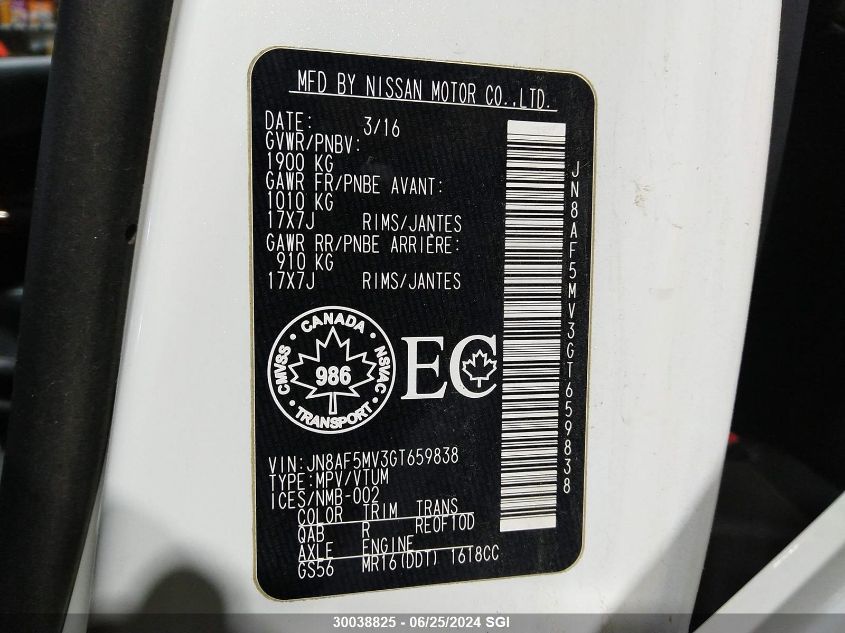 MFD BY NISSAN MOTOR CO.,LTD.
DATE: 3/16
GVWR/PNBV:
1900 KG
GAWR FR/PNBE AVANT:
1010 KG
17X7J RIMS/JANTES
GAWR RR/PNBE ARRIÈRE:
910 KG
17X7J RIMS/JANTES
CANADA
CMVSS
NSVAC
986
TRANSPORT
EC
VIN:JN8AF5MV3GT659838
TYPE:MPV/VTUM
ICES/NMB-002
COLOR TRIM TRANS
QAB R RE0F10D
AXLE ENGINE
GS56 MR16(DDT) 16T8CC
JN8AF5MV3GT659838
30038825 - 06/25/2024 SGI